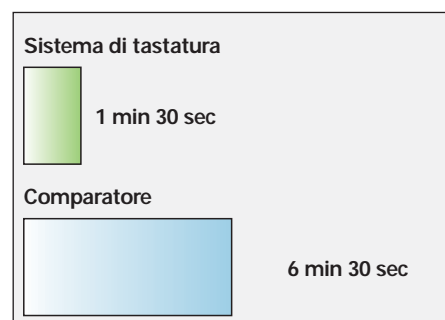 Sistema di tastatura
1 min 30 sec
Comparatore
6 min 30 sec